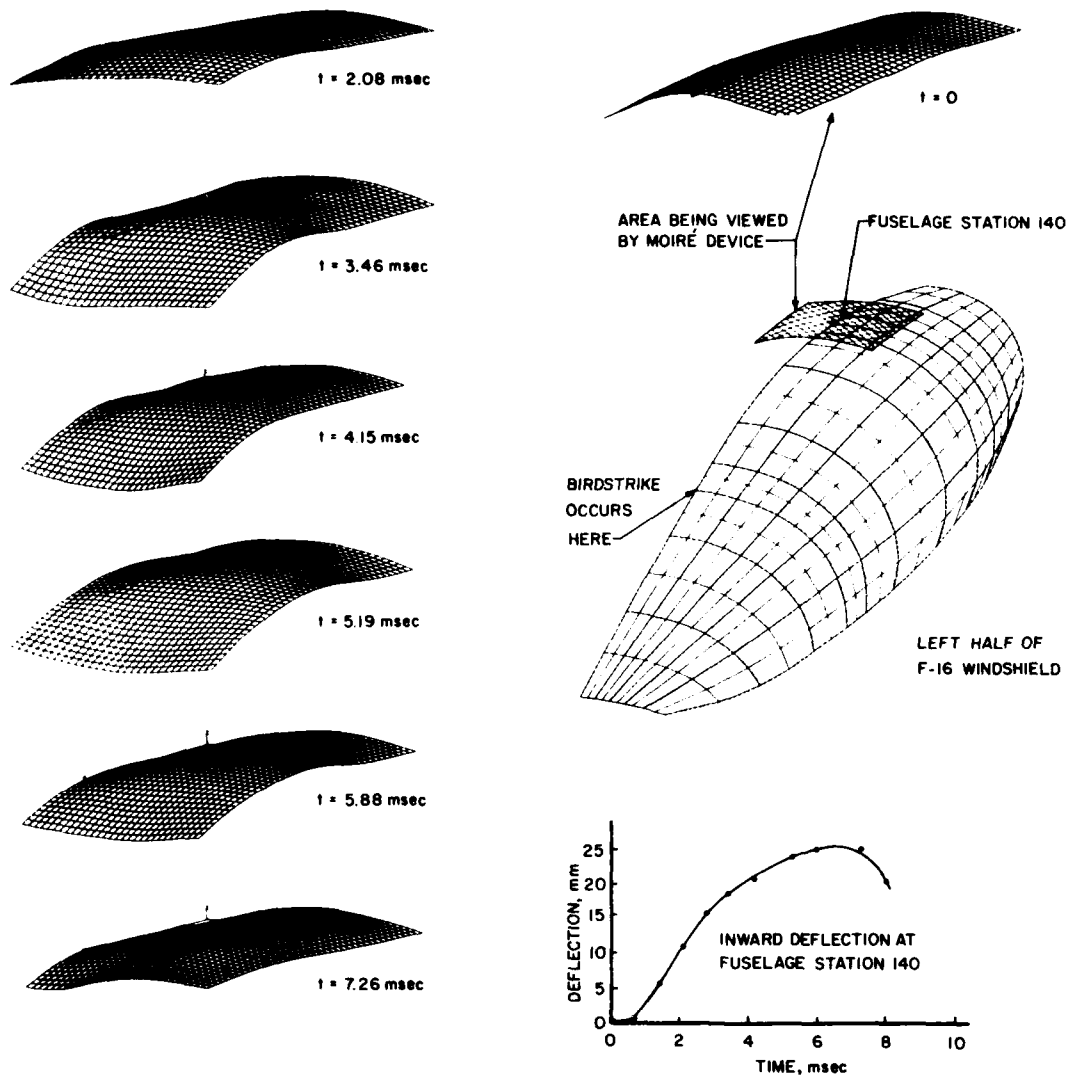 t = 2.08 msec
t = 3.46 msec
t = 4.15 msec
t = 5.19 msec
t = 5.88 msec
t = 7.26 msec
t = 0
AREA BEING VIEWED
BY MOIRÉ DEVICE
FUSELAGE STATION 140
BIRDSTRIKE
OCCURS
HERE
LEFT HALF OF
F-16 WINDSHIELD
DEFLECTION, mm
25
20
15
10
5
0
INWARD DEFLECTION AT
FUSELAGE STATION 140
0 2 4 6 8 10
TIME, msec